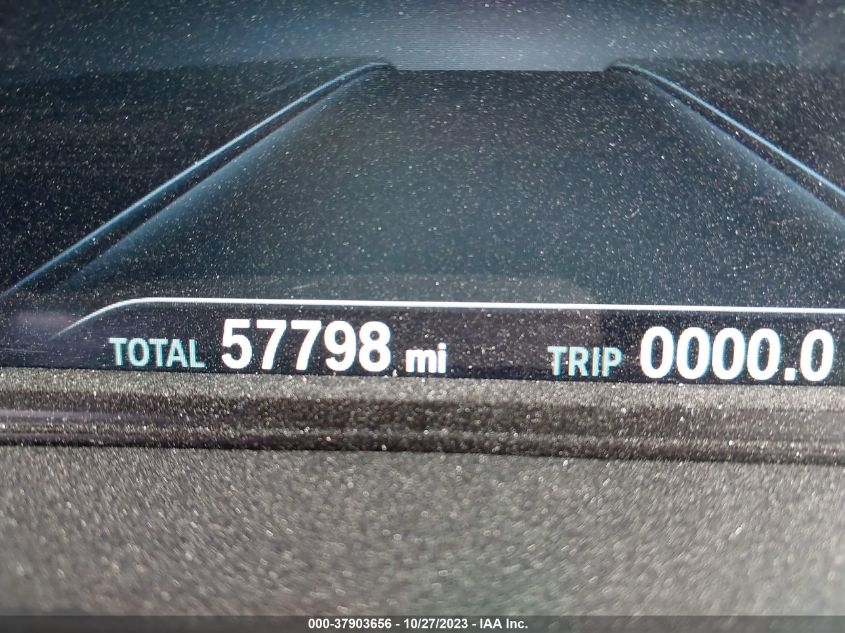 TOTAL 57798 mi TRIP 0000.0
000-37903656 - 10/27/2023 - IAA Inc.